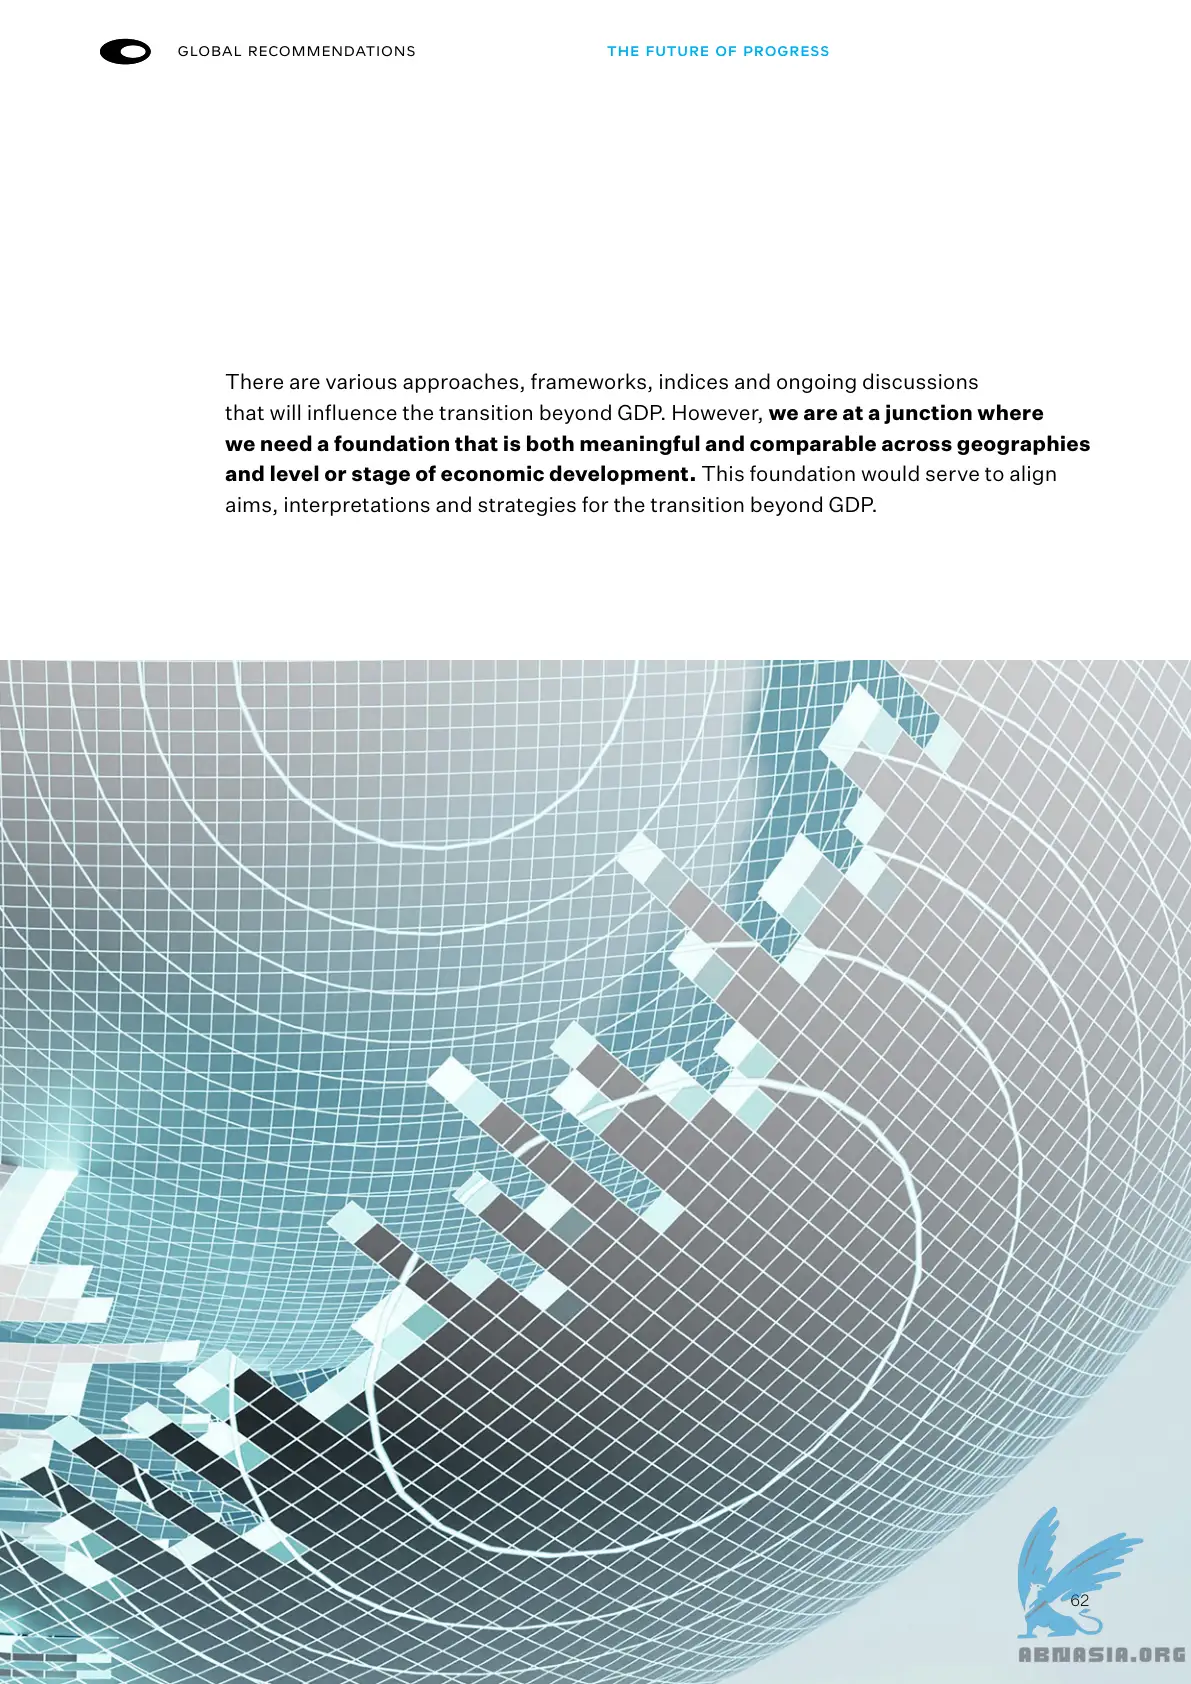 GLOBAL RECOMMENDATIONS
THE FUTURE OF PROGRESS
There are various approaches, frameworks, indices and ongoing discussions
that will influence the transition beyond GDP. However, we are at a junction where
we need a foundation that is both meaningful and comparable across geographies
and level or stage of economic development. This foundation would serve to align
aims, interpretations and strategies for the transition beyond GDP.
62
ABNASIA.ORG